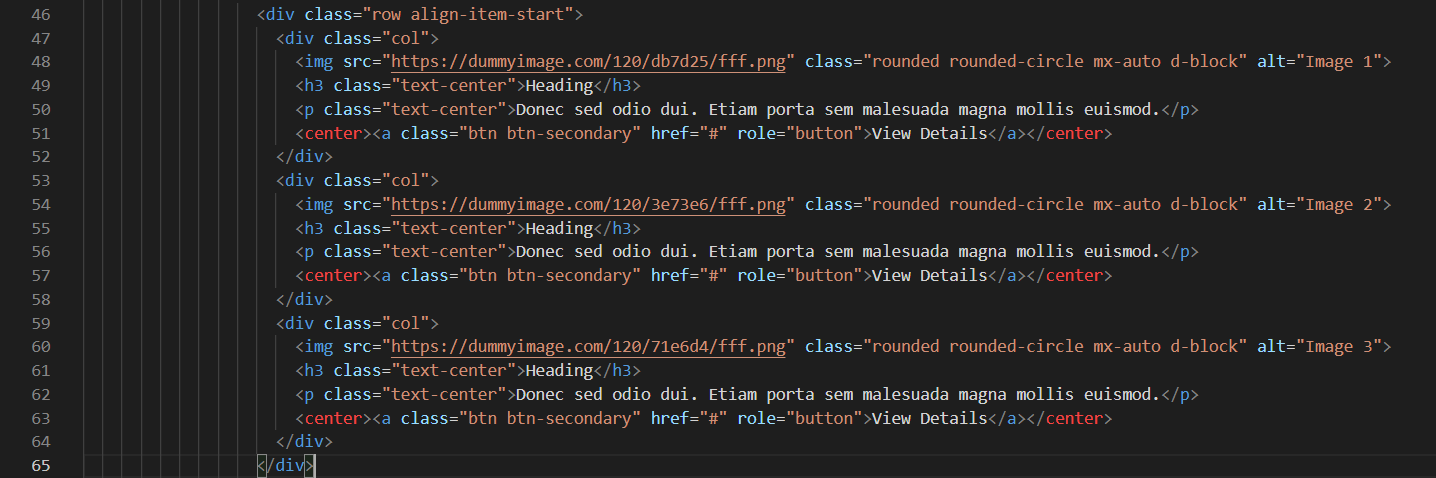 46 <div class="row align-item-start">
47 <div class="col">
48 <img src="https://dummyimage.com/120/db7d25/fff.png" class="rounded rounded-circle mx-auto d-block" alt="Image 1">
49 <h3 class="text-center">Heading</h3>
50 <p class="text-center">Donec sed odio dui. Etiam porta sem malesuada magna mollis euismod.</p>
51 <center><a class="btn btn-secondary" href="#" role="button">View Details</a></center>
52 </div>
53 <div class="col">
54 <img src="https://dummyimage.com/120/3e73e6/fff.png" class="rounded rounded-circle mx-auto d-block" alt="Image 2">
55 <h3 class="text-center">Heading</h3>
56 <p class="text-center">Donec sed odio dui. Etiam porta sem malesuada magna mollis euismod.</p>
57 <center><a class="btn btn-secondary" href="#" role="button">View Details</a></center>
58 </div>
59 <div class="col">
60 <img src="https://dummyimage.com/120/71e6d4/fff.png" class="rounded rounded-circle mx-auto d-block" alt="Image 3">
61 <h3 class="text-center">Heading</h3>
62 <p class="text-center">Donec sed odio dui. Etiam porta sem malesuada magna mollis euismod.</p>
63 <center><a class="btn btn-secondary" href="#" role="button">View Details</a></center>
64 </div>
65 </div>